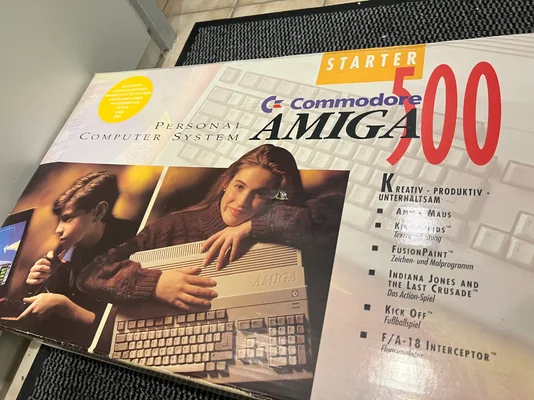 STARTER
500
Commodore
AMIGA
PERSONAL
COMPUTER SYSTEM
KREATIV - PRODUKTIV -
UNTERHALTSAM
MAUS
FUSIONPAINT™
Zeichen- und Malprogramm
INDIANA JONES AND
THE LAST CRUSADE™
Das Action-Spiel
KICK OFF™
Fußballspiel
F/A-18 INTERCEPTOR™
AMIGA